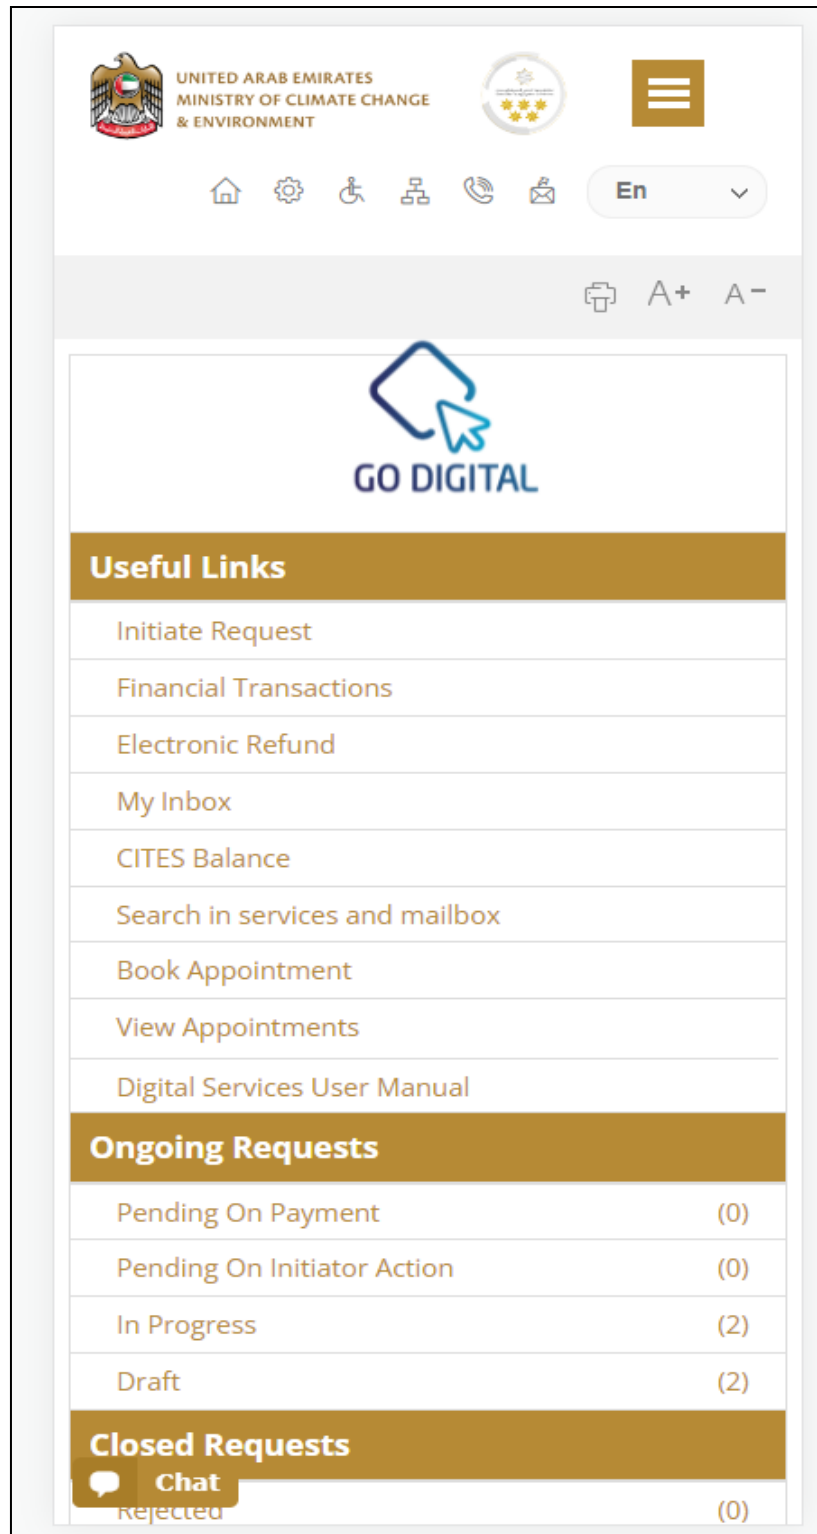 UNITED ARAB EMIRATES
MINISTRY OF CLIMATE CHANGE
& ENVIRONMENT
En
A+ A-
GO DIGITAL
Useful Links
Initiate Request
Financial Transactions
Electronic Refund
My Inbox
CITES Balance
Search in services and mailbox
Book Appointment
View Appointments
Digital Services User Manual
Ongoing Requests
Pending On Payment (0)
Pending On Initiator Action (0)
In Progress (2)
Draft (2)
Closed Requests
Chat
Rejected (0)